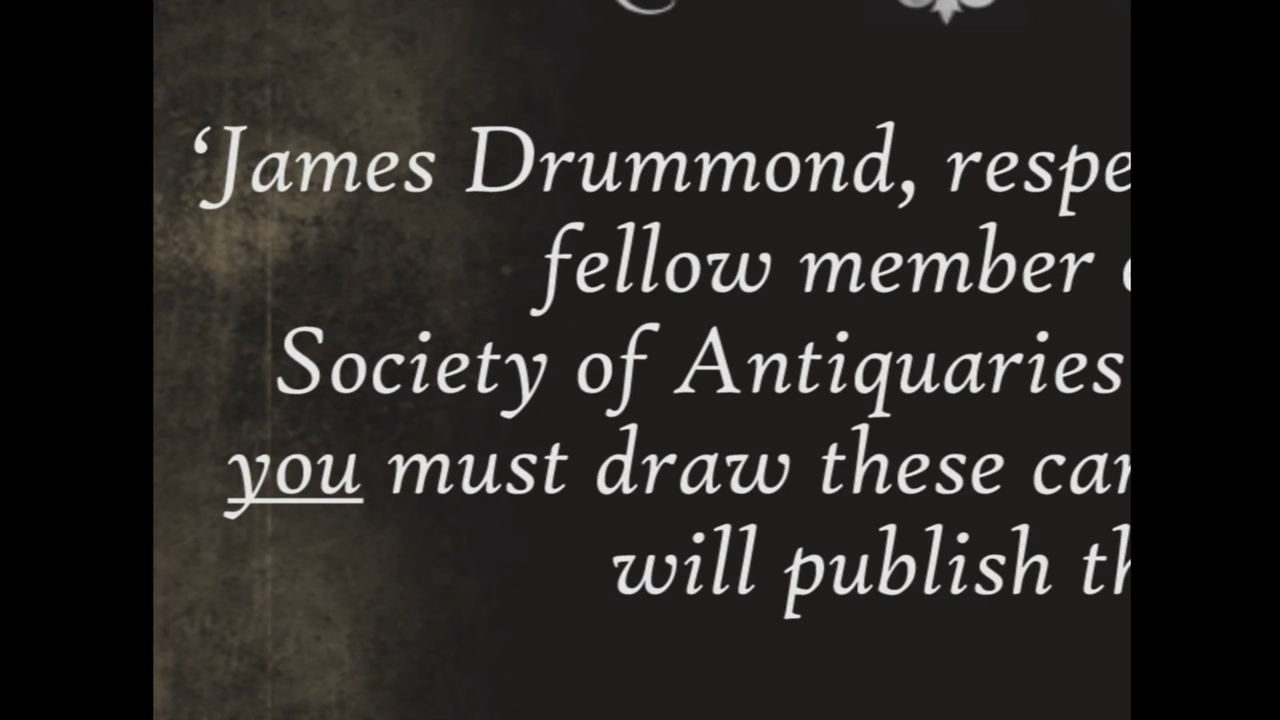 ‘James Drummond, respe
fellow member
Society of Antiquaries
you must draw these car
will publish th